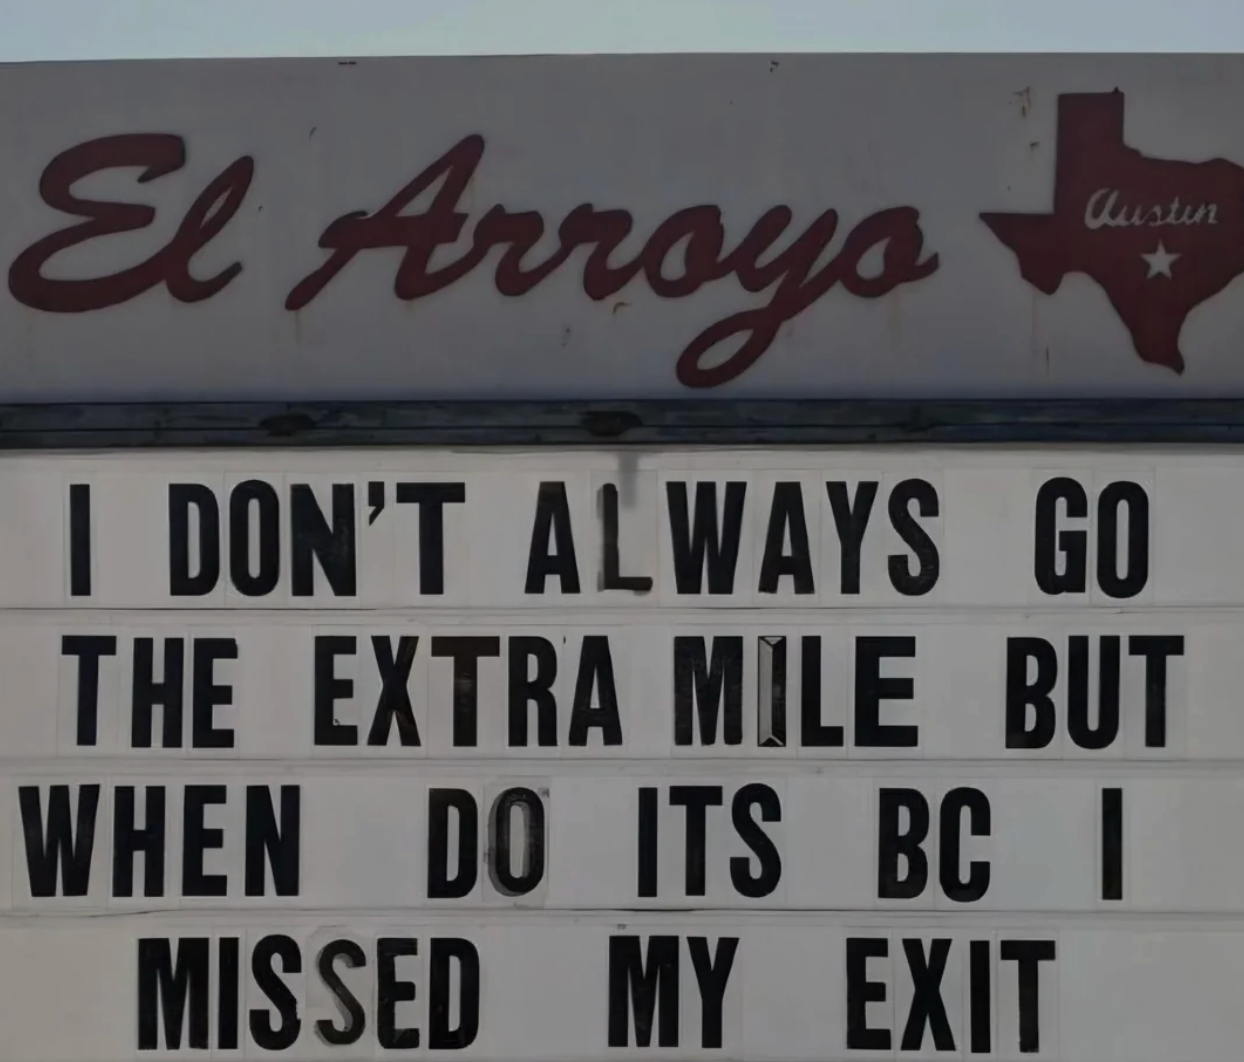 El Arroyo
Austin
I DON'T ALWAYS GO
THE EXTRA MILE BUT
WHEN DO ITS BC I
MISSED MY EXIT